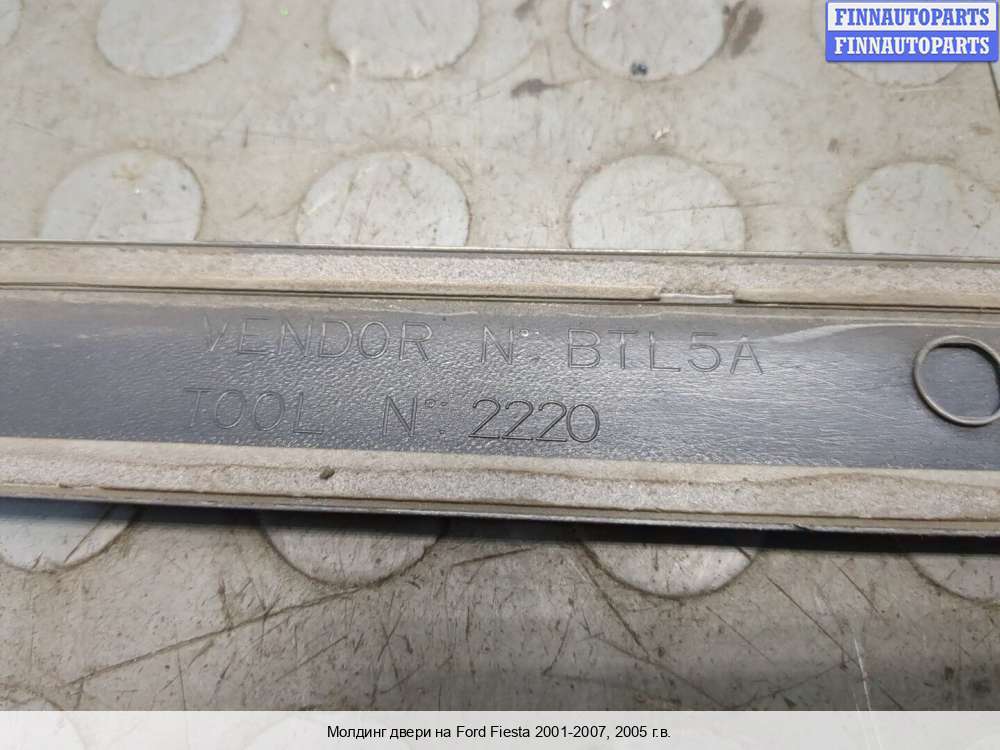 FINNAUTOPARTS
FINNAUTOPARTS
VENDOR N°: BTL5A
TOOL N°: 2220
Молдинг двери на Ford Fiesta 2001-2007, 2005 г.в.